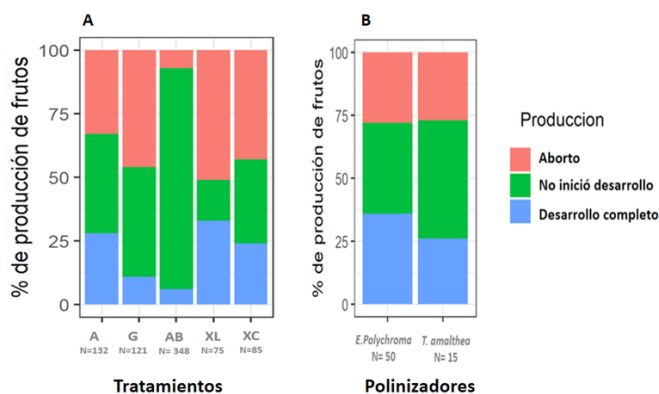 A
B
% de producción de frutos
100
75
50
25
0
A G AB XL XC
N=132 N=121 N= 348 N=75 N=85
Tratamientos
% de producción de frutos
100
75
50
25
0
E.Polychroma T. amalthea
N= 50 N= 15
Polinizadores
Produccion
Aborto
No inició desarrollo
Desarrollo completo